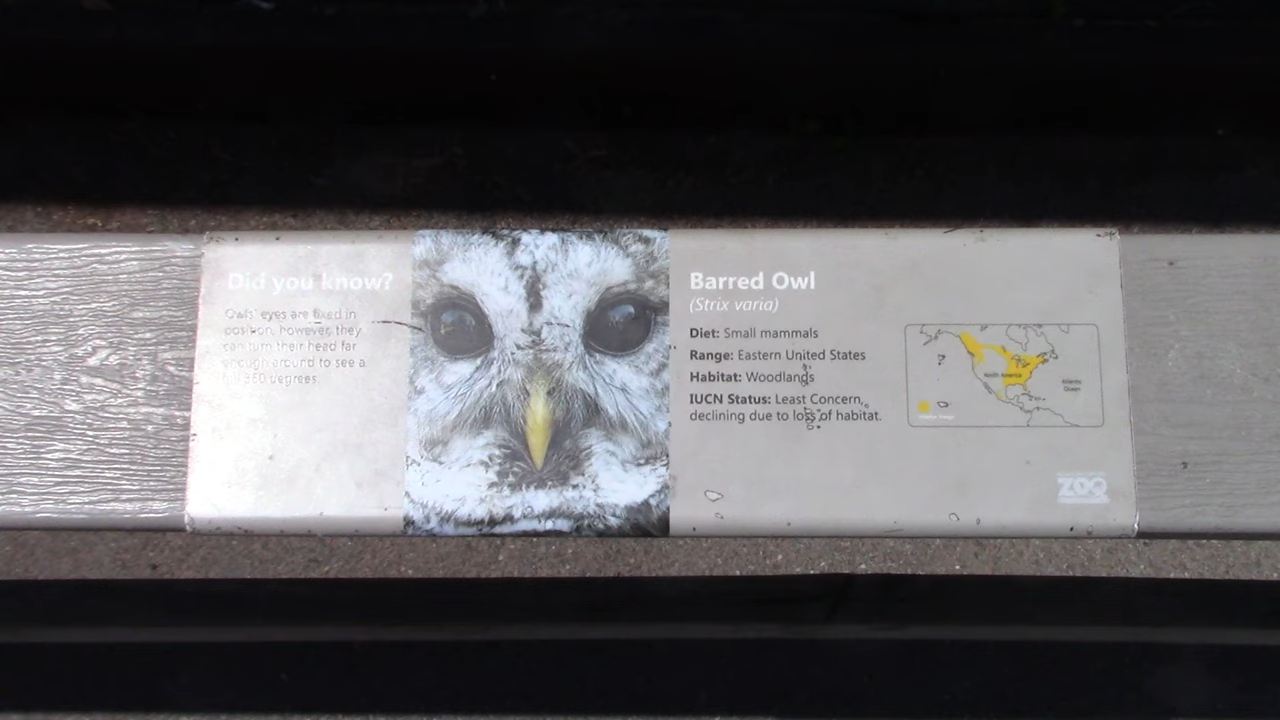 Did you know?
Owls' eyes are fixed in
position, however, they
can turn their head far
enough around to see a
full 360 degrees.
Barred Owl
(Strix varia)
Diet: Small mammals
Range: Eastern United States
Habitat: Woodlands
IUCN Status: Least Concern,
declining due to loss of habitat.
North America
Atlantic
Ocean
ZOO